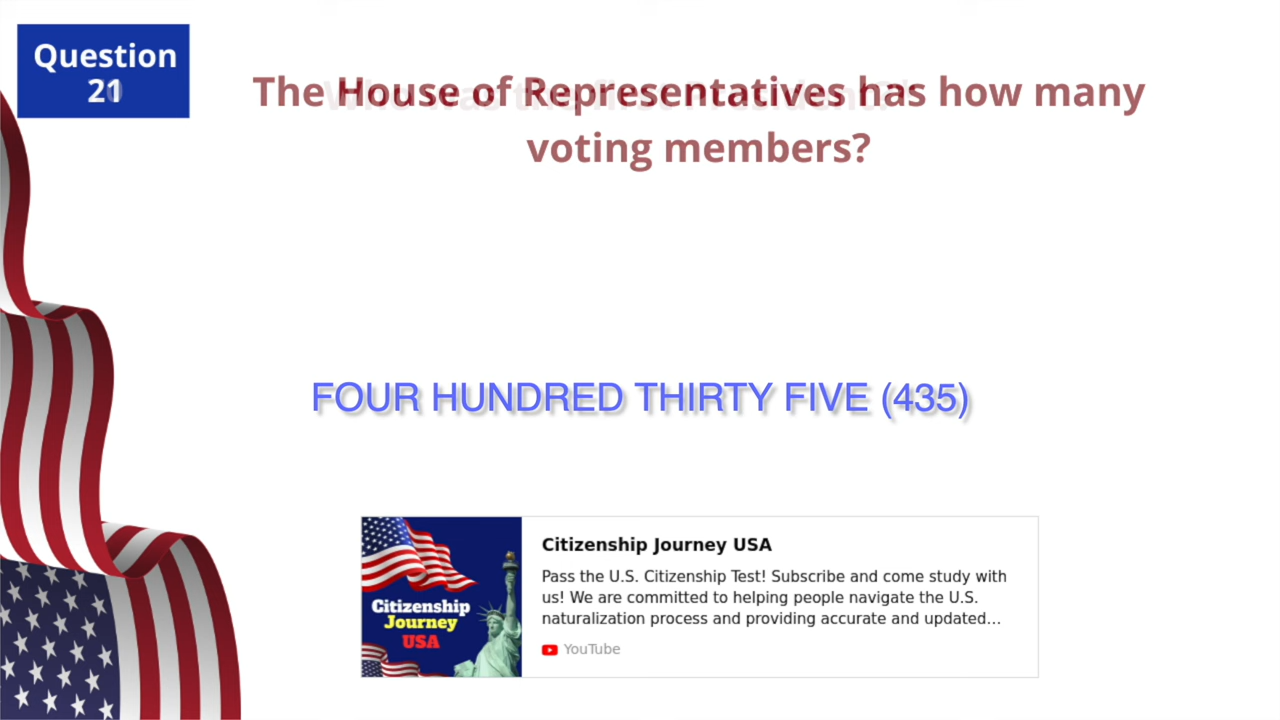 Question
21
The House of Representatives has how many
voting members?
FOUR HUNDRED THIRTY FIVE (435)
Citizenship Journey USA
Pass the U.S. Citizenship Test! Subscribe and come study with
us! We are committed to helping people navigate the U.S.
naturalization process and providing accurate and updated...
YouTube
Citizenship
Journey
USA